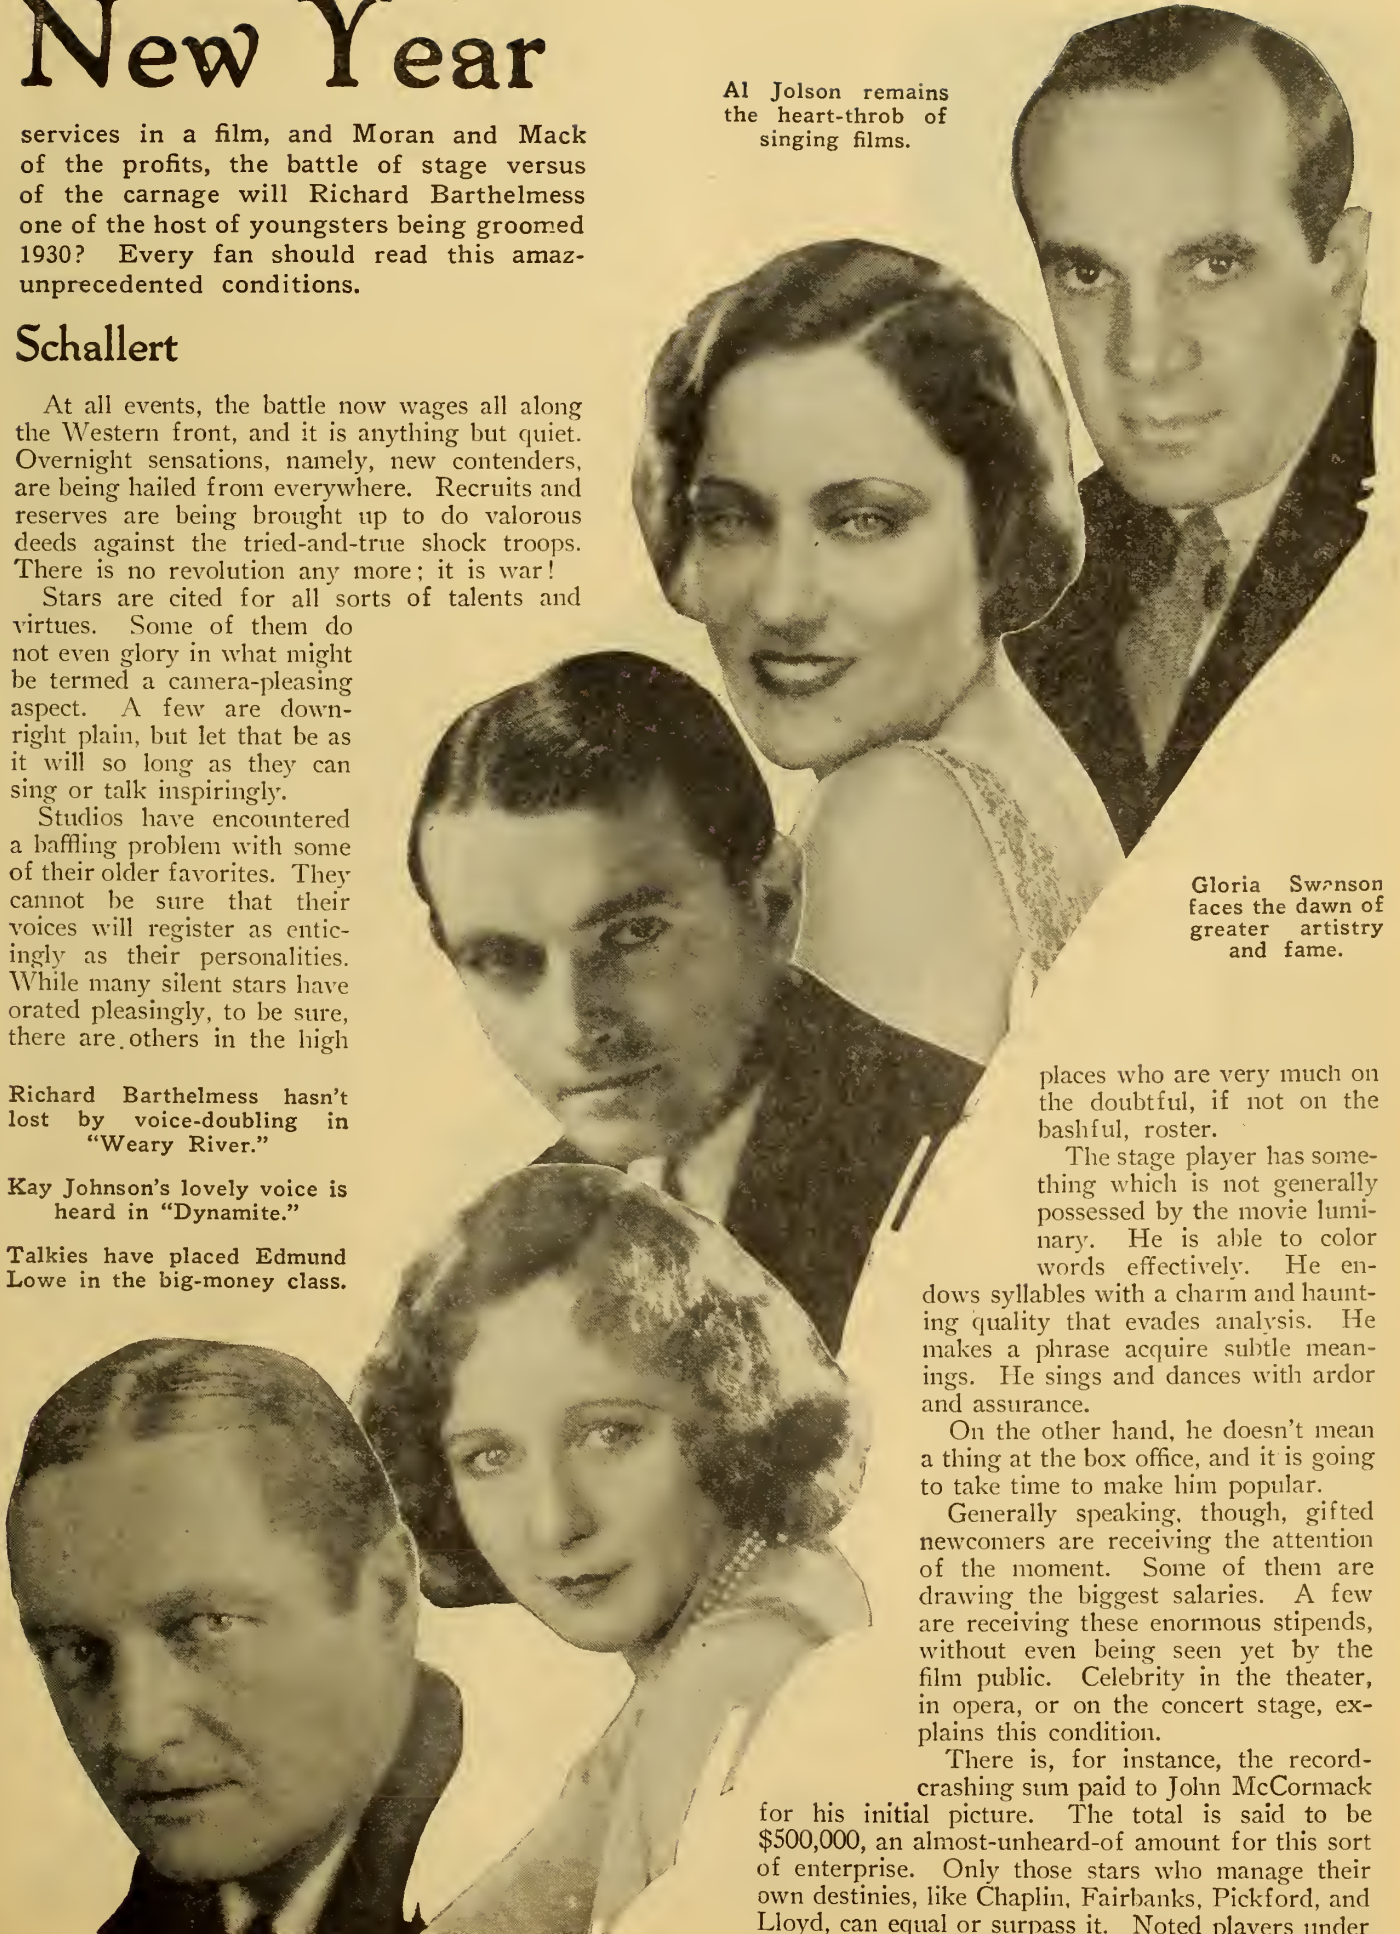 New Year
services in a film, and Moran and Mack
of the profits, the battle of stage versus
of the carnage will Richard Barthelmess
one of the host of youngsters being groomed
1930? Every fan should read this amaz-
unprecedented conditions.
Schallert
At all events, the battle now wages all along
the Western front, and it is anything but quiet.
Overnight sensations, namely, new contenders,
are being hailed from everywhere. Recruits and
reserves are being brought up to do valorous
deeds against the tried-and-true shock troops.
There is no revolution any more; it is war!
Stars are cited for all sorts of talents and
virtues. Some of them do
not even glory in what might
be termed a camera-pleasing
aspect. A few are down-
right plain, but let that be as
it will so long as they can
sing or talk inspiringly.
Studios have encountered
a baffling problem with some
of their older favorites. They
cannot be sure that their
voices will register as entic-
ingly as their personalities.
While many silent stars have
orated pleasingly, to be sure,
there are others in the high
Richard Barthelmess hasn't
lost by voice-doubling in
"Weary River."
Kay Johnson's lovely voice is
heard in "Dynamite."
Talkies have placed Edmund
Lowe in the big-money class.
Al Jolson remains
the heart-throb of
singing films.
Gloria Swanson
faces the dawn of
greater artistry
and fame.
places who are very much on
the doubtful, if not on the
bashful, roster.
The stage player has some-
thing which is not generally
possessed by the movie lumi-
nary. He is able to color
words effectively. He en-
dows syllables with a charm and haunt-
ing quality that evades analysis. He
makes a phrase acquire subtle mean-
ings. He sings and dances with ardor
and assurance.
On the other hand, he doesn't mean
a thing at the box office, and it is going
to take time to make him popular.
Generally speaking, though, gifted
newcomers are receiving the attention
of the moment. Some of them are
drawing the biggest salaries. A few
are receiving these enormous stipends,
without even being seen yet by the
film public. Celebrity in the theater,
in opera, or on the concert stage, ex-
plains this condition.
There is, for instance, the record-
crashing sum paid to John McCormack
for his initial picture. The total is said to be
$500,000, an almost-unheard-of amount for this sort
of enterprise. Only those stars who manage their
own destinies, like Chaplin, Fairbanks, Pickford, and
Lloyd, can equal or surpass it. Noted players under